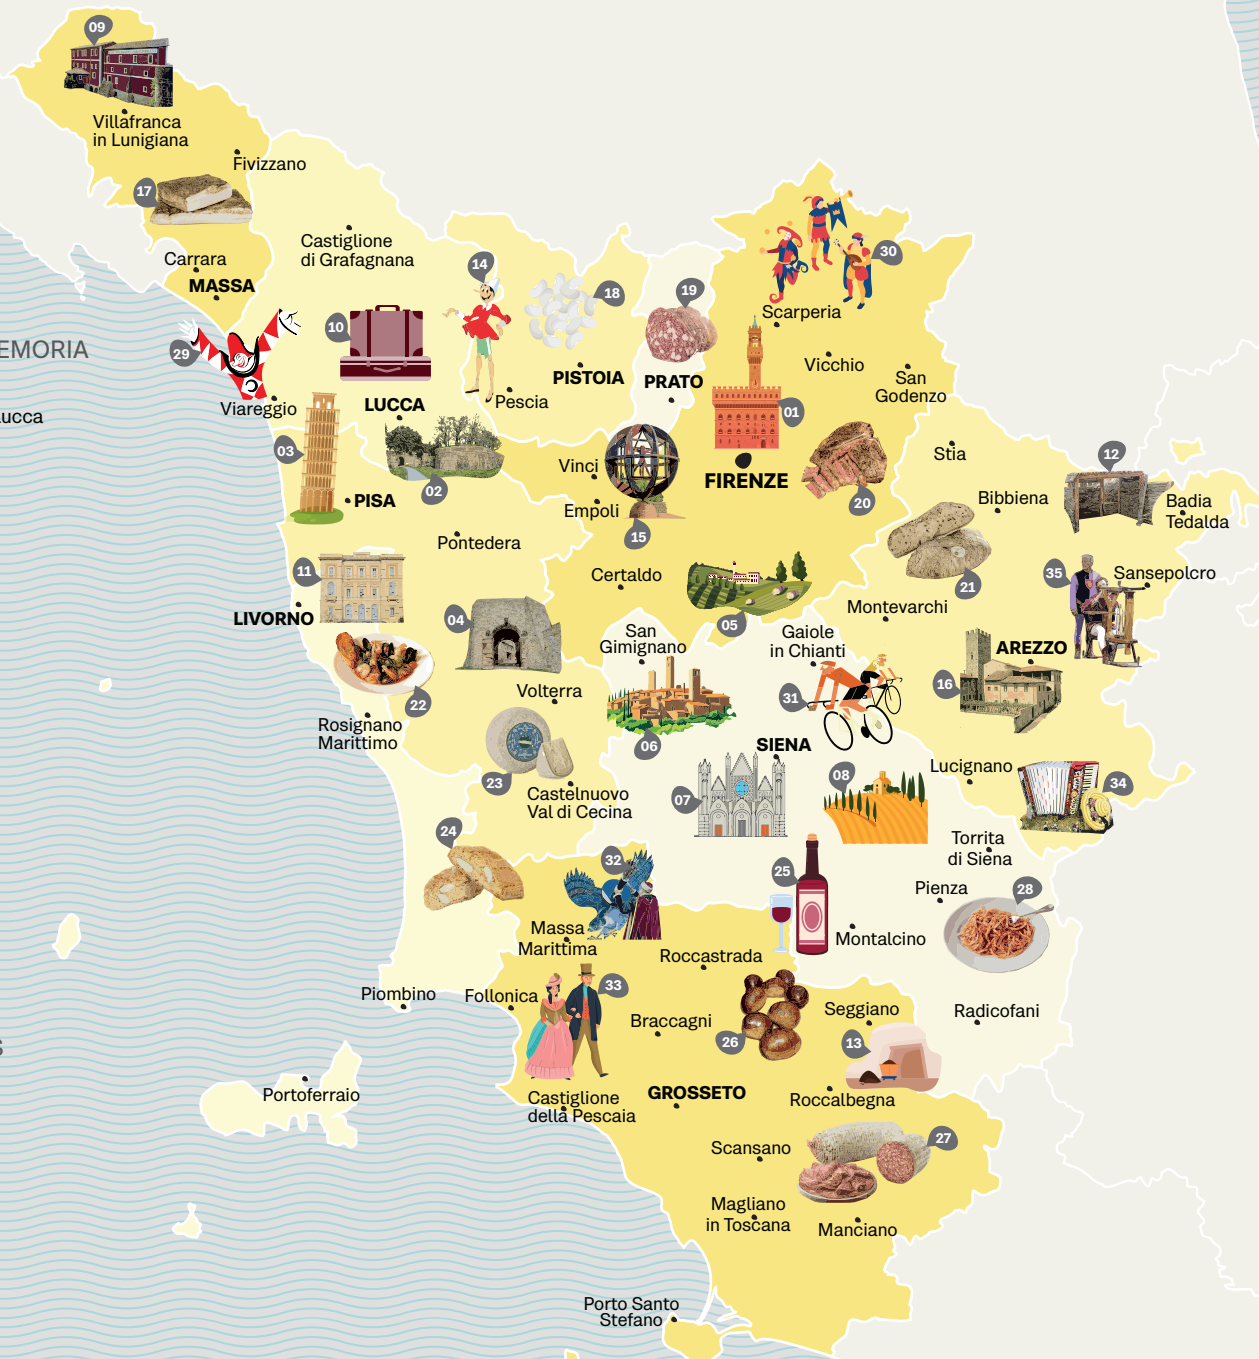 09
Villafranca
in Lunigiana
Fivizzano
17
Carrara
MASSA
Castiglione
di Grafagnana
14
18
19
30
Scarperia
EMORIA
29
10
Viareggio
LUCCA
Pescia
PISTOIA
PRATO
Vicchio
San
Godenzo
ucca
01
03
02
PISA
Vinci
Empoli
15
FIRENZE
20
Stia
12
Bibbiena
Badia
Tedalda
Pontedera
11
LIVORNO
Certaldo
05
21
35
Sansepolcro
Montevarchi
04
San
Gimignano
Gaiole
in Chianti
AREZZO
16
22
Rosignano
Marittimo
Volterra
06
31
SIENA
23
Castelnuovo
Val di Cecina
07
08
Lucignano
34
24
32
25
Torrita
di Siena
Pienza
28
Massa
Marittima
Montalcino
Roccastrada
Piombino
Follonica
33
Braccagni
26
Seggiano
13
Radicofani
S
Portoferraio
Castiglione
della Pescaia
GROSSETO
Roccalbegna
Scansano
27
Magliano
in Toscana
Manciano
Porto Santo
Stefano